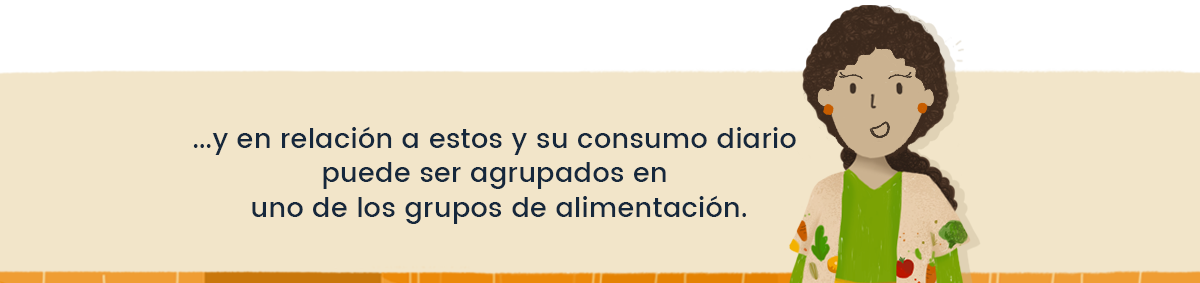 ...y en relación a estos y su consumo diario
puede ser agrupados en
uno de los grupos de alimentación.